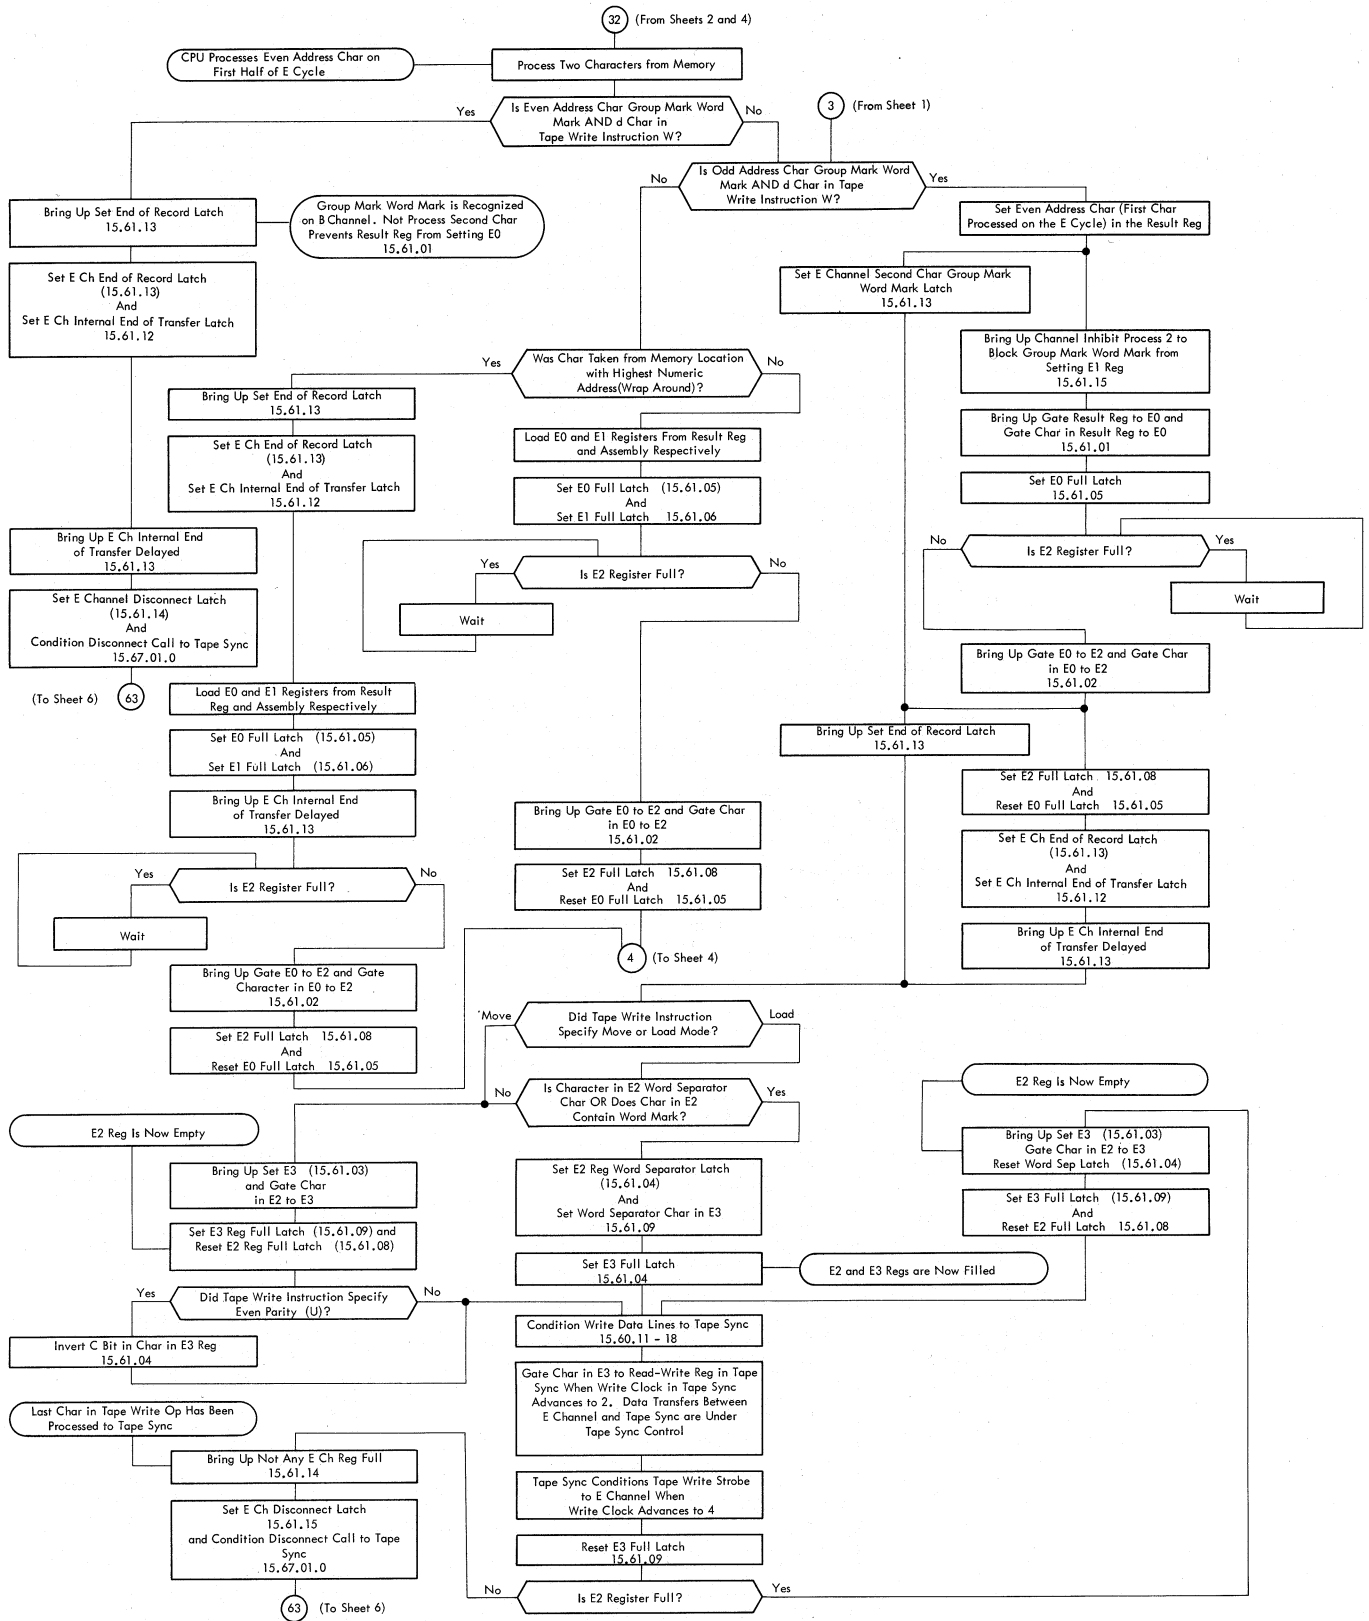 32 (From Sheets 2 and 4)
CPU Processes Even Address Char on
First Half of E Cycle
Process Two Characters from Memory
Is Even Address Char Group Mark Word
Mark AND d Char in
Tape Write Instruction W?
Yes
No
3 (From Sheet 1)
Is Odd Address Char Group Mark Word
Mark AND d Char in Tape
Write Instruction W?
No
Yes
Bring Up Set End of Record Latch
15.61.13
Group Mark Word Mark is Recognized
on B Channel. Not Process Second Char
Prevents Result Reg From Setting E0
15.61.01
Set Even Address Char (First Char
Processed on the E Cycle) in the Result Reg
Set E Ch End of Record Latch
(15.61.13)
And
Set E Ch Internal End of Transfer Latch
15.61.12
Set E Channel Second Char Group Mark
Word Mark Latch
15.61.13
Bring Up Channel Inhibit Process 2 to
Block Group Mark Word Mark from
Setting E1 Reg
15.61.15
Was Char Taken from Memory Location
with Highest Numeric
Address(Wrap Around)?
Yes
No
Bring Up Set End of Record Latch
15.61.13
Load E0 and E1 Registers From Result Reg
and Assembly Respectively
Bring Up Gate Result Reg to E0 and
Gate Char in Result Reg to E0
15.61.01
Set E Ch End of Record Latch
(15.61.13)
And
Set E Ch Internal End of Transfer Latch
15.61.12
Set E0 Full Latch (15.61.05)
And
Set E1 Full Latch 15.61.06
Set E0 Full Latch
15.61.05
Bring Up E Ch Internal End
of Transfer Delayed
15.61.13
Is E2 Register Full?
Yes
No
Wait
Is E2 Register Full?
No
Yes
Wait
Set E Channel Disconnect Latch
(15.61.14)
And
Condition Disconnect Call to Tape Sync
15.67.01.0
(To Sheet 6) 63
Bring Up Gate E0 to E2 and Gate Char
in E0 to E2
15.61.02
Load E0 and E1 Registers from Result
Reg and Assembly Respectively
Set E0 Full Latch (15.61.05)
And
Set E1 Full Latch (15.61.06)
Bring Up Set End of Record Latch
15.61.13
Set E2 Full Latch 15.61.08
And
Reset E0 Full Latch 15.61.05
Bring Up E Ch Internal End
of Transfer Delayed
15.61.13
Bring Up Gate E0 to E2 and Gate Char
in E0 to E2
15.61.02
Set E Ch End of Record Latch
(15.61.13)
And
Set E Ch Internal End of Transfer Latch
15.61.12
Is E2 Register Full?
Yes
No
Wait
Set E2 Full Latch 15.61.08
And
Reset E0 Full Latch 15.61.05
Bring Up E Ch Internal End
of Transfer Delayed
15.61.13
4 (To Sheet 4)
Bring Up Gate E0 to E2 and Gate
Character in E0 to E2
15.61.02
Did Tape Write Instruction
Specify Move or Load Mode?
Move
Load
Set E2 Full Latch 15.61.08
And
Reset E0 Full Latch 15.61.05
Is Character in E2 Word Separator
Char OR Does Char in E2
Contain Word Mark?
No
Yes
E2 Reg Is Now Empty
E2 Reg Is Now Empty
Bring Up Set E3 (15.61.03)
and Gate Char
in E2 to E3
Set E2 Reg Word Separator Latch
(15.61.04)
And
Set Word Separator Char in E3
15.61.09
Bring Up Set E3 (15.61.03)
Gate Char in E2 to E3
Reset Word Sep Latch (15.61.04)
Set E3 Reg Full Latch (15.61.09) and
Reset E2 Reg Full Latch (15.61.08)
Set E3 Full Latch (15.61.09)
And
Reset E2 Full Latch 15.61.08
Set E3 Full Latch
15.61.04
E2 and E3 Regs are Now Filled
Did Tape Write Instruction Specify
Even Parity (U)?
Yes
No
Invert C Bit in Char in E3 Reg
15.61.04
Condition Write Data Lines to Tape Sync
15.60.11 - 18
Gate Char in E3 to Read-Write Reg in Tape
Sync When Write Clock in Tape Sync
Advances to 2. Data Transfers Between
E Channel and Tape Sync are Under
Tape Sync Control
Last Char in Tape Write Op Has Been
Processed to Tape Sync
Bring Up Not Any E Ch Reg Full
15.61.14
Tape Sync Conditions Tape Write Strobe
to E Channel When
Write Clock Advances to 4
Set E Ch Disconnect Latch
15.61.15
and Condition Disconnect Call to Tape
Sync
15.67.01.0
Reset E3 Full Latch
15.61.09
Is E2 Register Full?
No
Yes
63 (To Sheet 6)